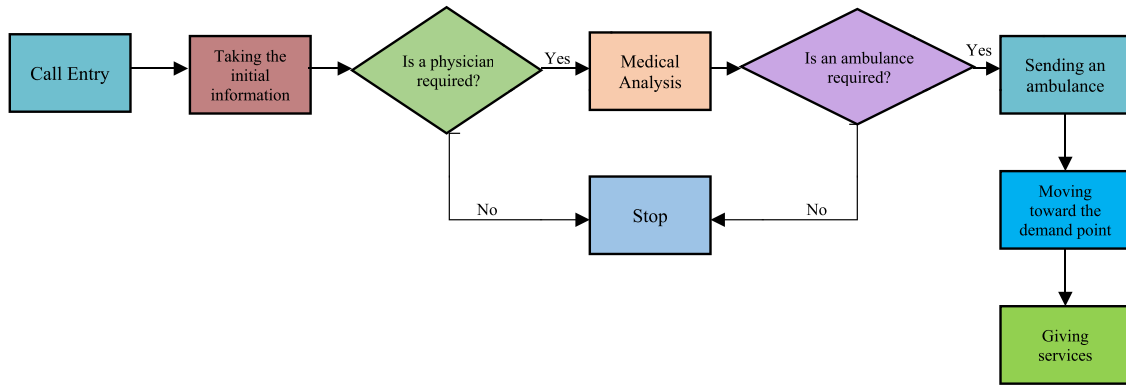 Call Entry
Taking the
initial
information
Is a physician
required?
Yes
Medical
Analysis
Is an ambulance
required?
Yes
Sending an
ambulance
No
Stop
No
Moving
toward the
demand point
Giving
services